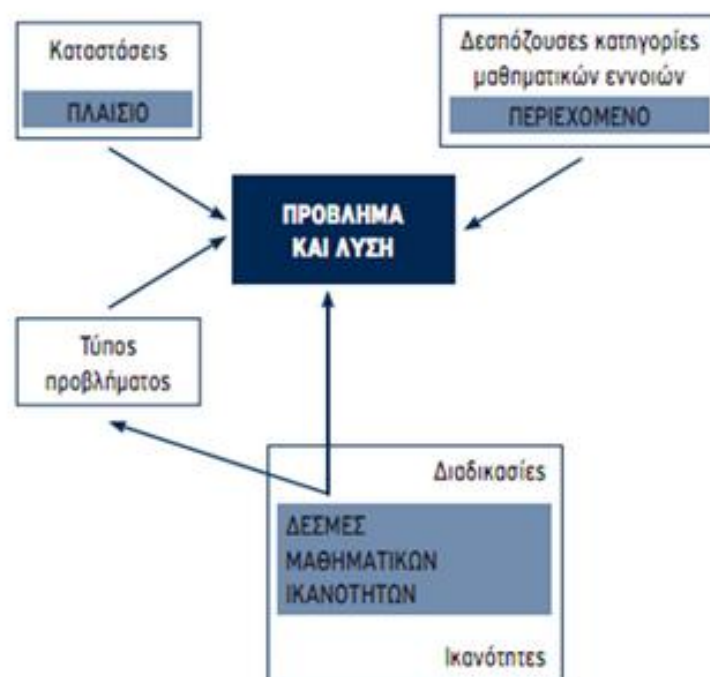 Καταστάσεις
ΠΛΑΙΣΙΟ
Δεσπόζουσες κατηγορίες
μαθηματικών εννοιών
ΠΕΡΙΕΧΟΜΕΝΟ
ΠΡΟΒΛΗΜΑ
ΚΑΙ ΛΥΣΗ
Τύπος
προβλήματος
Διαδικασίες
ΔΕΣΜΕΣ
ΜΑΘΗΜΑΤΙΚΩΝ
ΙΚΑΝΟΤΗΤΩΝ
Ικανότητες